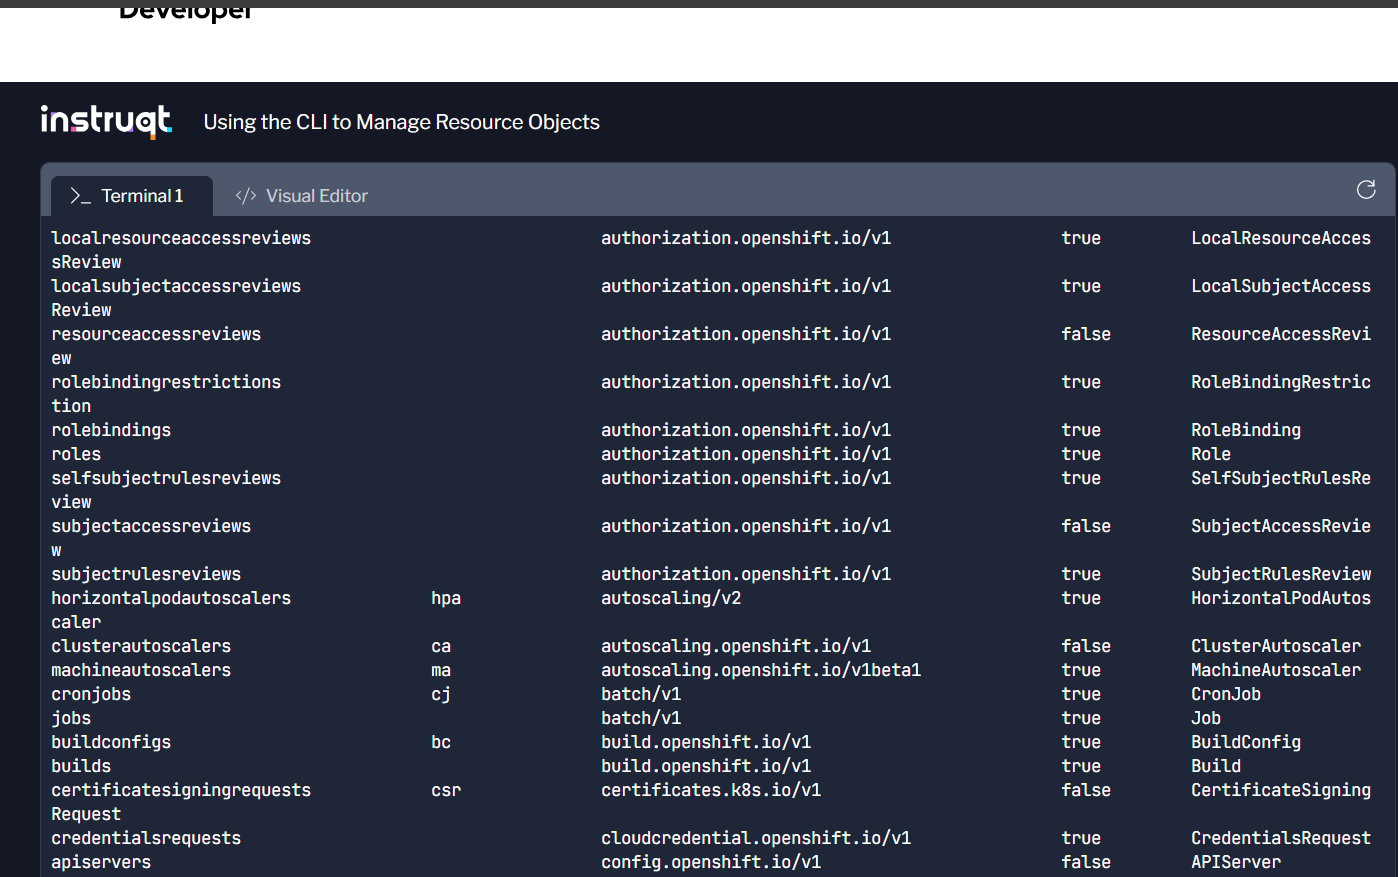 Developer
instruqt Using the CLI to Manage Resource Objects
>_ Terminal 1 </> Visual Editor
localresourceaccessreviews authorization.openshift.io/v1 true LocalResourceAcces
sReview
localsubjectaccessreviews authorization.openshift.io/v1 true LocalSubjectAccess
Review
resourceaccessreviews authorization.openshift.io/v1 false ResourceAccessRevi
ew
rolebindingrestrictions authorization.openshift.io/v1 true RoleBindingRestric
tion
rolebindings authorization.openshift.io/v1 true RoleBinding
roles authorization.openshift.io/v1 true Role
selfsubjectrulesreviews authorization.openshift.io/v1 true SelfSubjectRulesRe
view
subjectaccessreviews authorization.openshift.io/v1 false SubjectAccessRevie
w
subjectrulesreviews authorization.openshift.io/v1 true SubjectRulesReview
horizontalpodautoscalers hpa autoscaling/v2 true HorizontalPodAutos
caler
clusterautoscalers ca autoscaling.openshift.io/v1 false ClusterAutoscaler
machineautoscalers ma autoscaling.openshift.io/v1beta1 true MachineAutoscaler
cronjobs cj batch/v1 true CronJob
jobs batch/v1 true Job
buildconfigs bc build.openshift.io/v1 true BuildConfig
builds build.openshift.io/v1 true Build
certificatesigningrequests csr certificates.k8s.io/v1 false CertificateSigning
Request
credentialsrequests cloudcredential.openshift.io/v1 true CredentialsRequest
apiservers config.openshift.io/v1 false APIServer